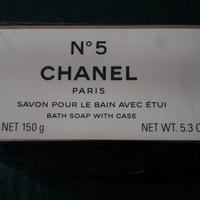 N°5
CHANEL
PARIS
SAVON POUR LE BAIN AVEC ÉTUI
BATH SOAP WITH CASE
NET 150 g NET WT. 5.3 O